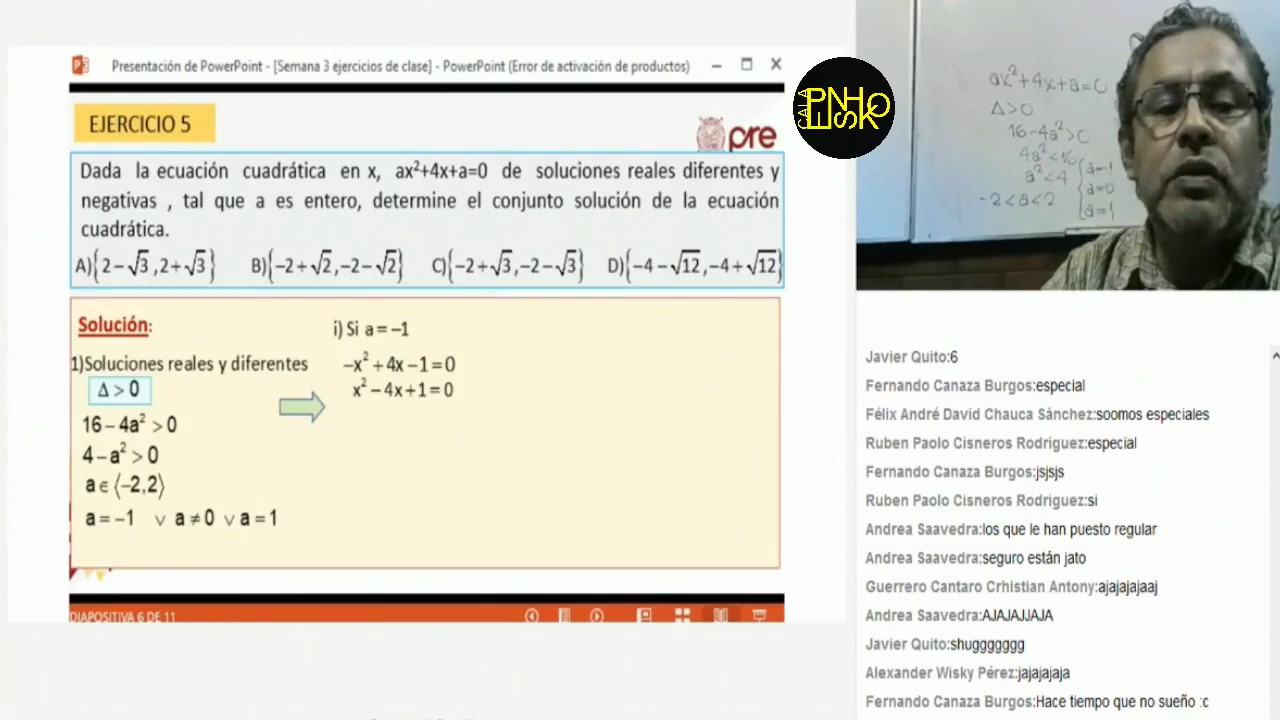 Presentación de PowerPoint - [Semana 3 ejercicios de clase] - PowerPoint (Error de activación de productos)
EJERCICIO 5
pre
Dada la ecuación cuadrática en x, ax²+4x+a=0 de soluciones reales diferentes y
negativas , tal que a es entero, determine el conjunto solución de la ecuación
cuadrática.
A){2−√3 ,2+√3} B){−2+√2,−2−√2} C){−2+√3,−2−√3} D){−4−√12,−4+√12}
Solución:
1)Soluciones reales y diferentes
Δ > 0
16 − 4a² > 0
4 − a² > 0
a ∈ ⟨−2,2⟩
a = −1 ∨ a ≠ 0 ∨ a = 1
i) Si a = −1
−x² + 4x − 1 = 0
x² − 4x + 1 = 0
DIAPOSITIVA 6 DE 11
ax²+4x+a=0
Δ>0
16-4a²>0
4a²<16
a²<4
-2<a<2
a=-1
a=0
a=1
Javier Quito:6
Fernando Canaza Burgos:especial
Félix André David Chauca Sánchez:soomos especiales
Ruben Paolo Cisneros Rodriguez:especial
Fernando Canaza Burgos:jsjsjs
Ruben Paolo Cisneros Rodriguez:si
Andrea Saavedra:los que le han puesto regular
Andrea Saavedra:seguro están jato
Guerrero Cantaro Crhistian Antony:ajajajajaaj
Andrea Saavedra:AJAJAJJAJA
Javier Quito:shuggggggg
Alexander Wisky Pérez:jajajajaja
Fernando Canaza Burgos:Hace tiempo que no sueño :c